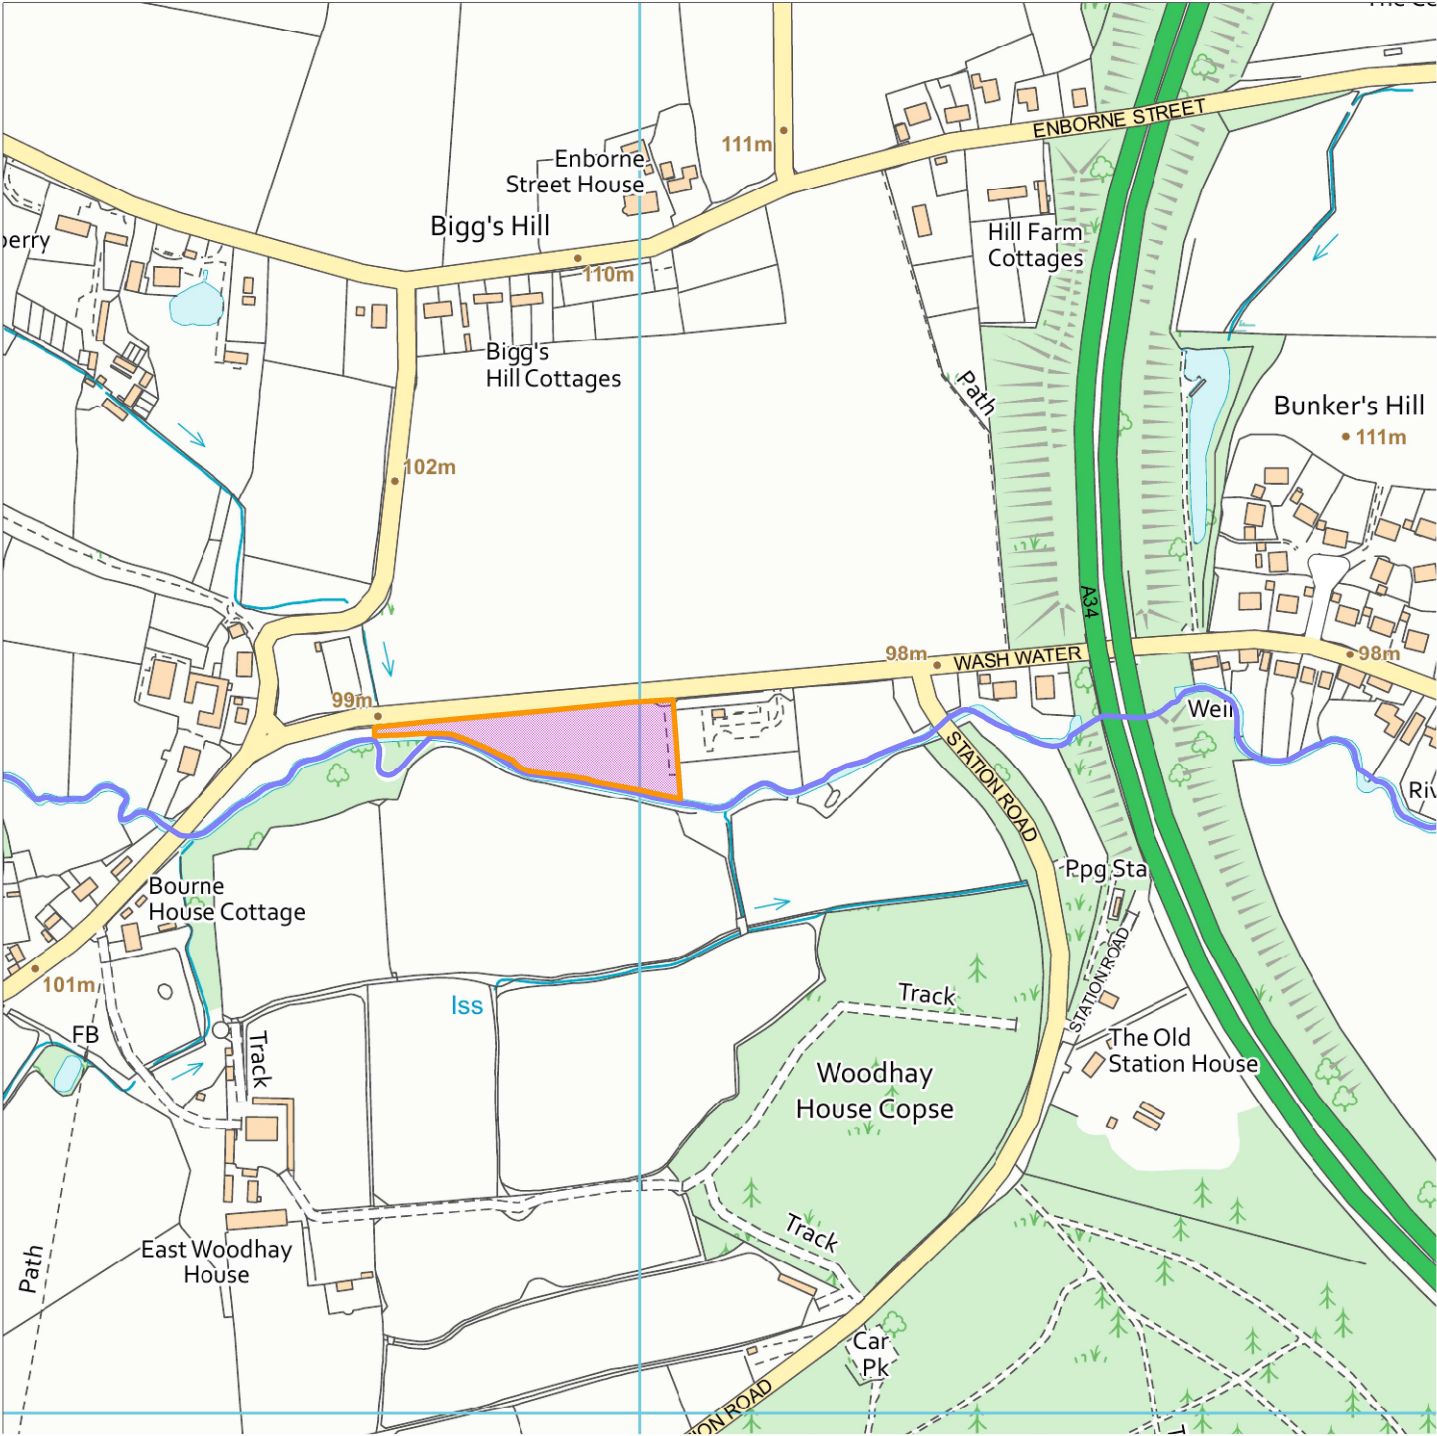 ENBORNE STREET
111m
Enborne
Street House
Bigg's Hill
Hill Farm
Cottages
110m
Bigg's
Hill Cottages
Path
Bunker's Hill
111m
102m
A34
98m
WASH WATER
98m
99m
Weir
STATION ROAD
Ppg Sta
Bourne
House Cottage
STATION ROAD
101m
Iss
Track
FB
Track
The Old
Station House
Woodhay
House Copse
Track
East Woodhay
House
Path
Car
Pk